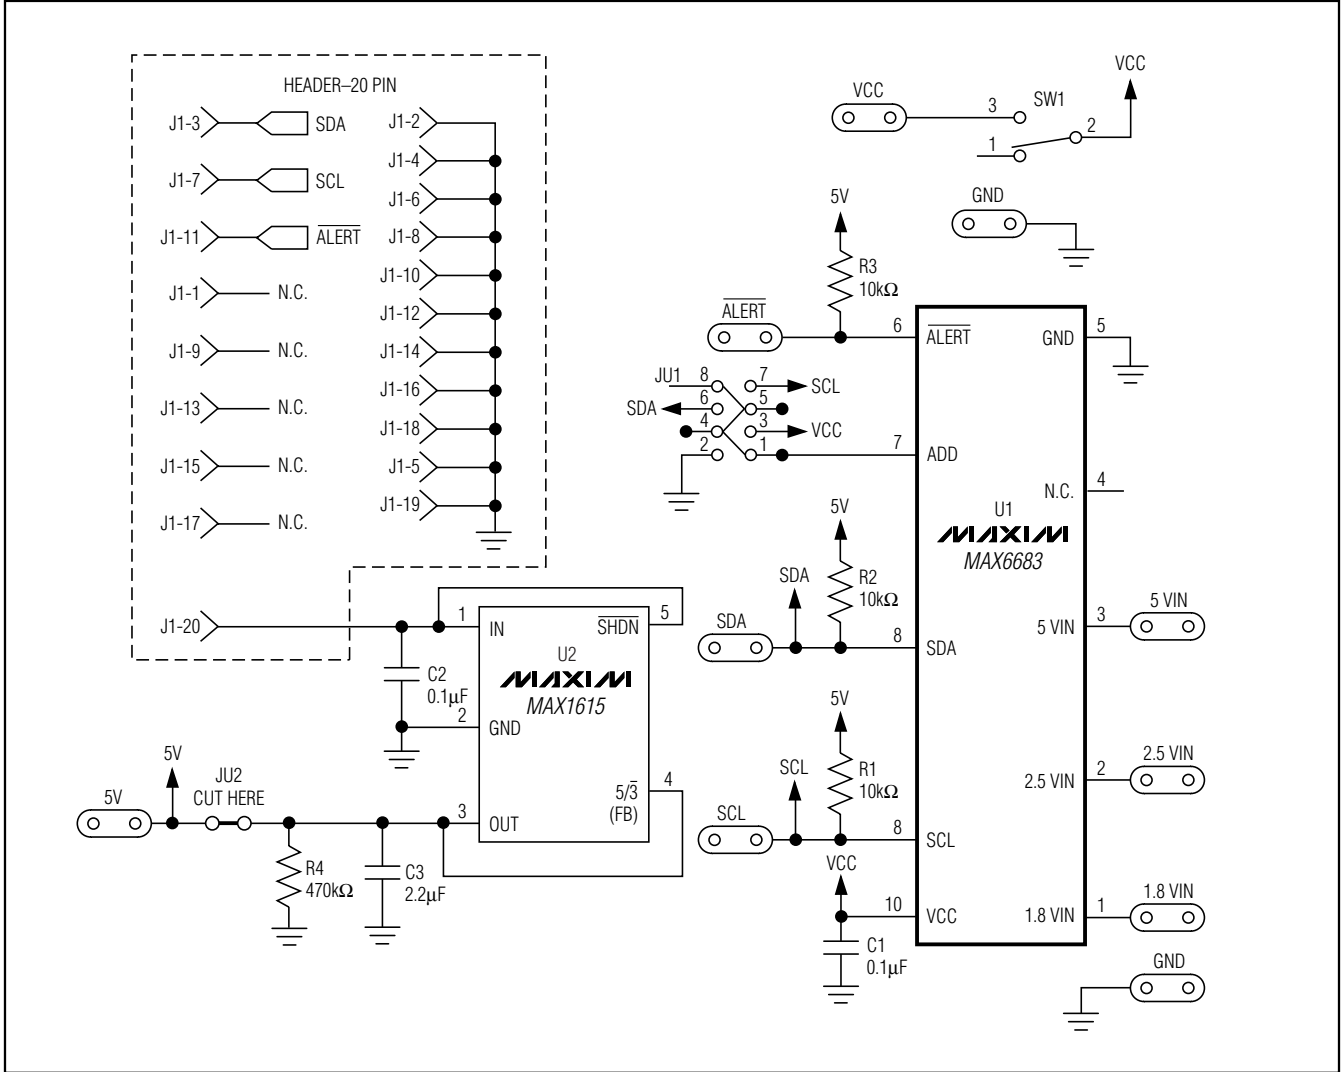 HEADER–20 PIN
J1-3 SDA
J1-7 SCL
J1-11 ALERT
J1-1 N.C.
J1-9 N.C.
J1-13 N.C.
J1-15 N.C.
J1-17 N.C.
J1-20
J1-2
J1-4
J1-6
J1-8
J1-10
J1-12
J1-14
J1-16
J1-18
J1-5
J1-19
VCC
3
SW1
VCC
2
1
GND
5V
R3
10kΩ
ALERT
6
ALERT
GND
5
JU1 8
7 SCL
SDA 6
5
4
3 VCC
2
1
7
ADD
N.C.
4
U1
MAXIM
MAX6683
5V
R2
10kΩ
SDA
SDA
8
SDA
5 VIN
3
5 VIN
5V
R1
10kΩ
SCL
SCL
8
SCL
2.5 VIN
2
2.5 VIN
VCC
10
VCC
1.8 VIN
1
1.8 VIN
C1
0.1µF
GND
1
IN
SHDN
5
U2
MAXIM
MAX1615
C2
0.1µF
2
GND
5/3
(FB)
4
3
OUT
5V
5V
JU2
CUT HERE
R4
470kΩ
C3
2.2µF